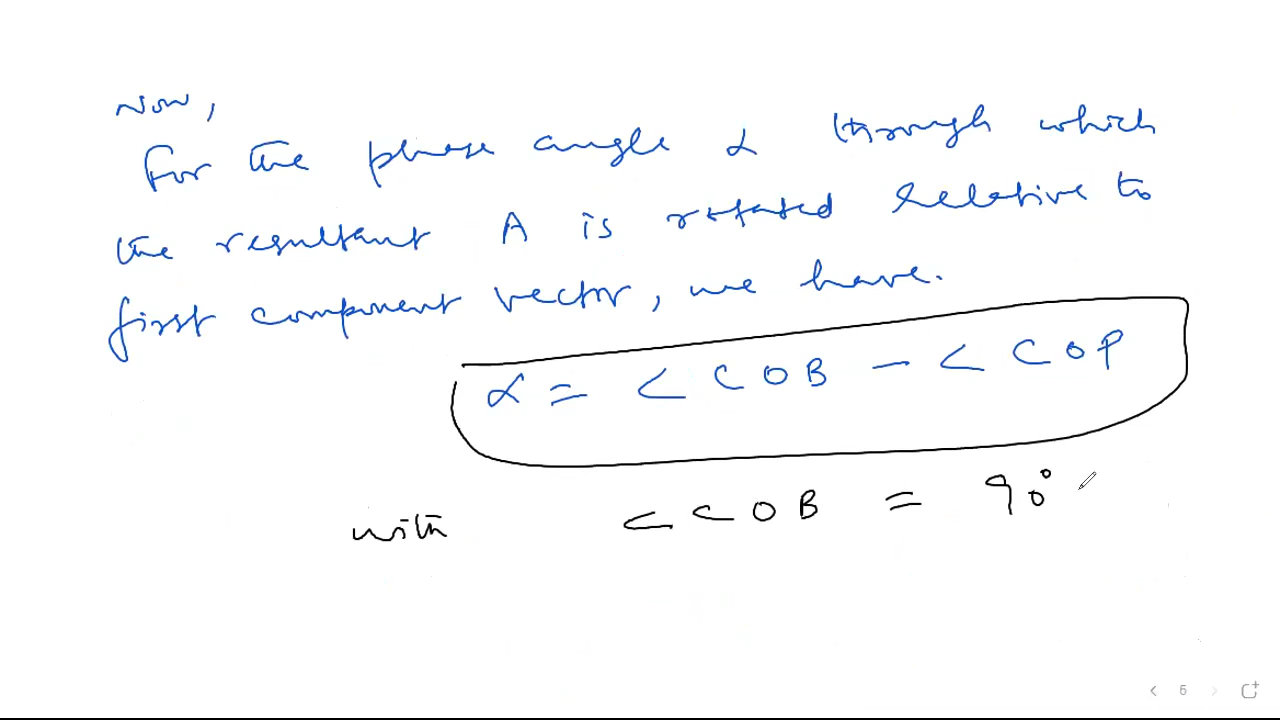 Now,
For the phase angle α through which
the resultant A is rotated relative to
first component vector, we have.
α = < COB - < COP
with < COB = 90°
6